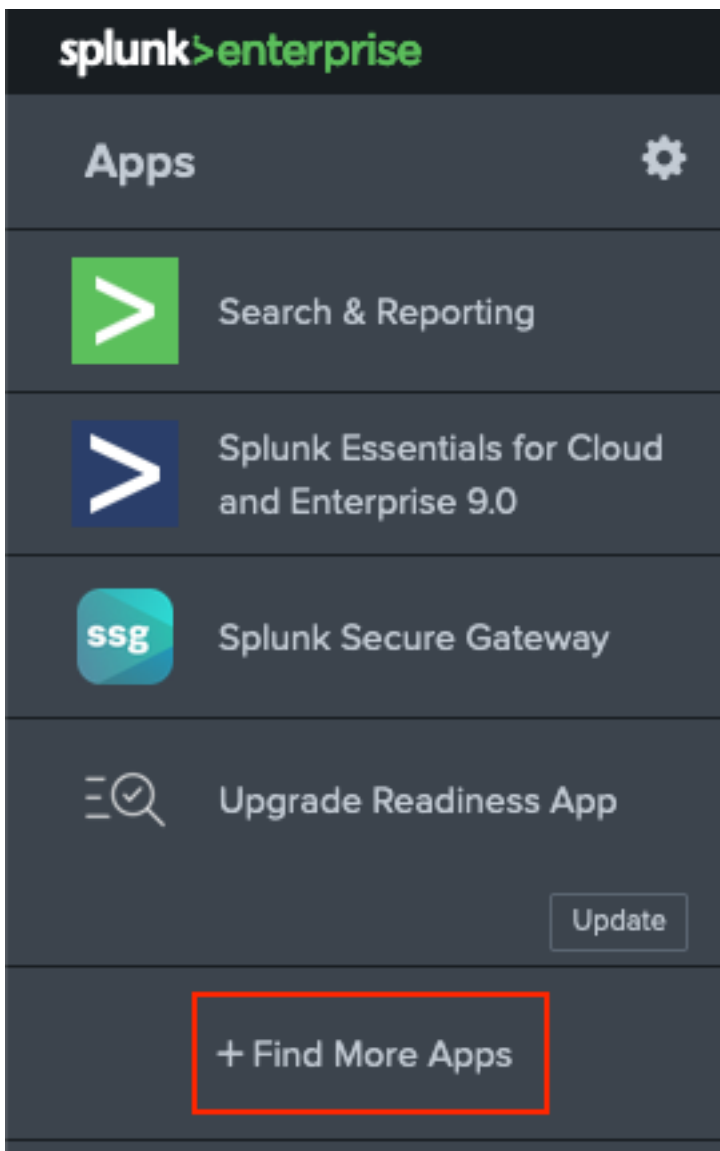 splunk>enterprise
Apps
>
Search & Reporting
>
Splunk Essentials for Cloud
and Enterprise 9.0
ssg
Splunk Secure Gateway
Upgrade Readiness App
Update
+ Find More Apps